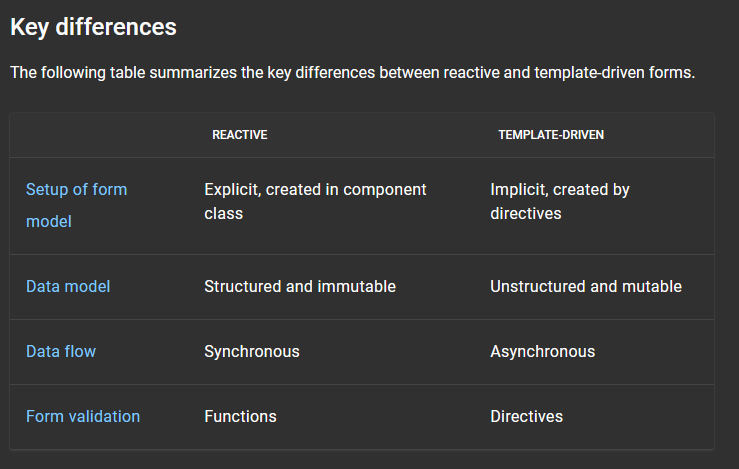 Key differences
The following table summarizes the key differences between reactive and template-driven forms.
REACTIVE TEMPLATE-DRIVEN
Setup of form model Explicit, created in component class Implicit, created by directives
Data model Structured and immutable Unstructured and mutable
Data flow Synchronous Asynchronous
Form validation Functions Directives